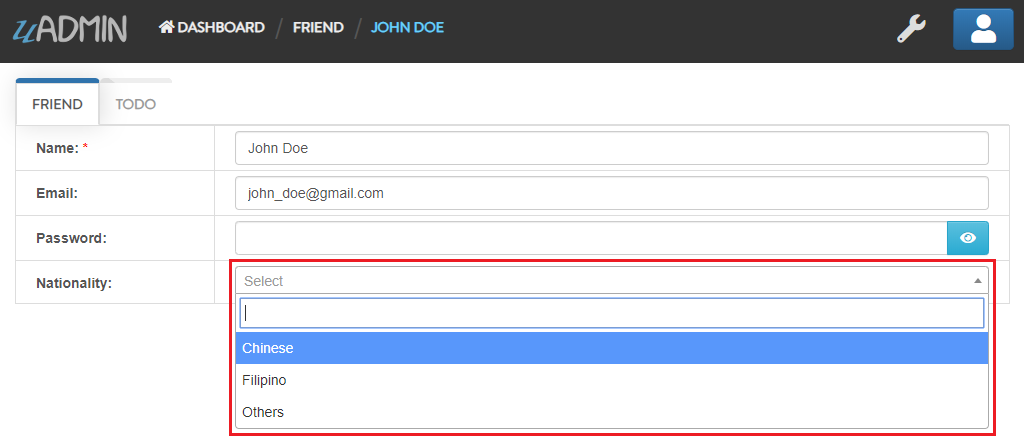 uADMIN DASHBOARD / FRIEND / JOHN DOE
FRIEND TODO
Name: * John Doe
Email: john_doe@gmail.com
Password:
Nationality: Select
Chinese
Filipino
Others